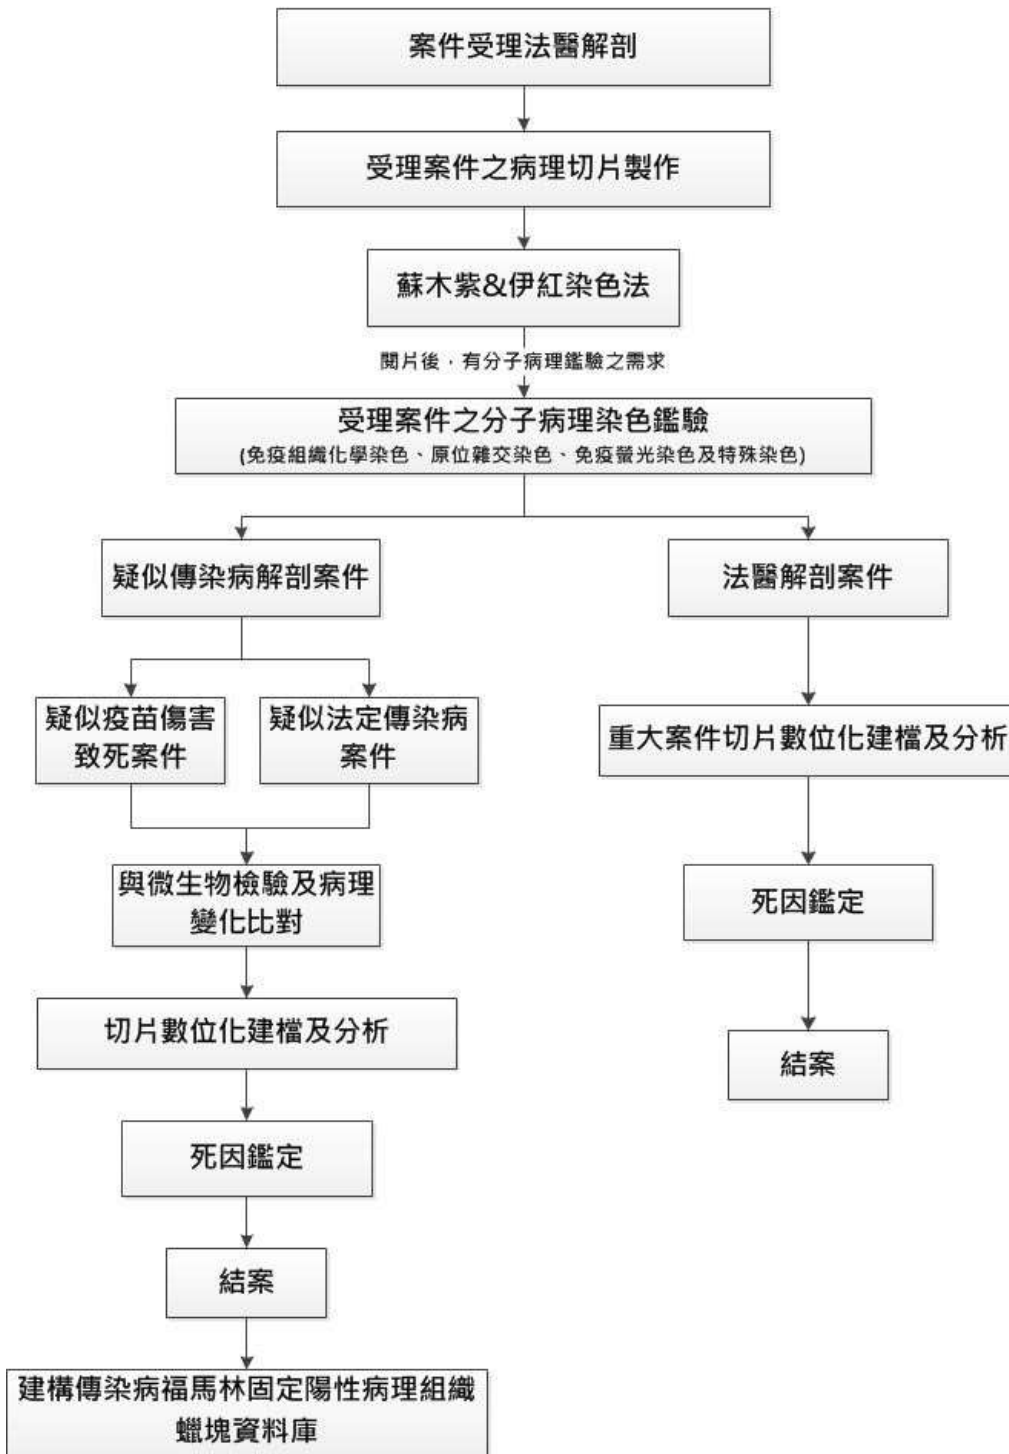 案件受理法醫解剖
受理案件之病理切片製作
蘇木紫&伊紅染色法
閱片後，有分子病理鑑驗之需求
受理案件之分子病理染色鑑驗
(免疫組織化學染色、原位雜交染色、免疫螢光染色及特殊染色)
疑似傳染病解剖案件
法醫解剖案件
疑似疫苗傷害
致死案件
疑似法定傳染病
案件
重大案件切片數位化建檔及分析
與微生物檢驗及病理
變化比對
死因鑑定
切片數位化建檔及分析
結案
死因鑑定
結案
建構傳染病福馬林固定陽性病理組織
蠟塊資料庫